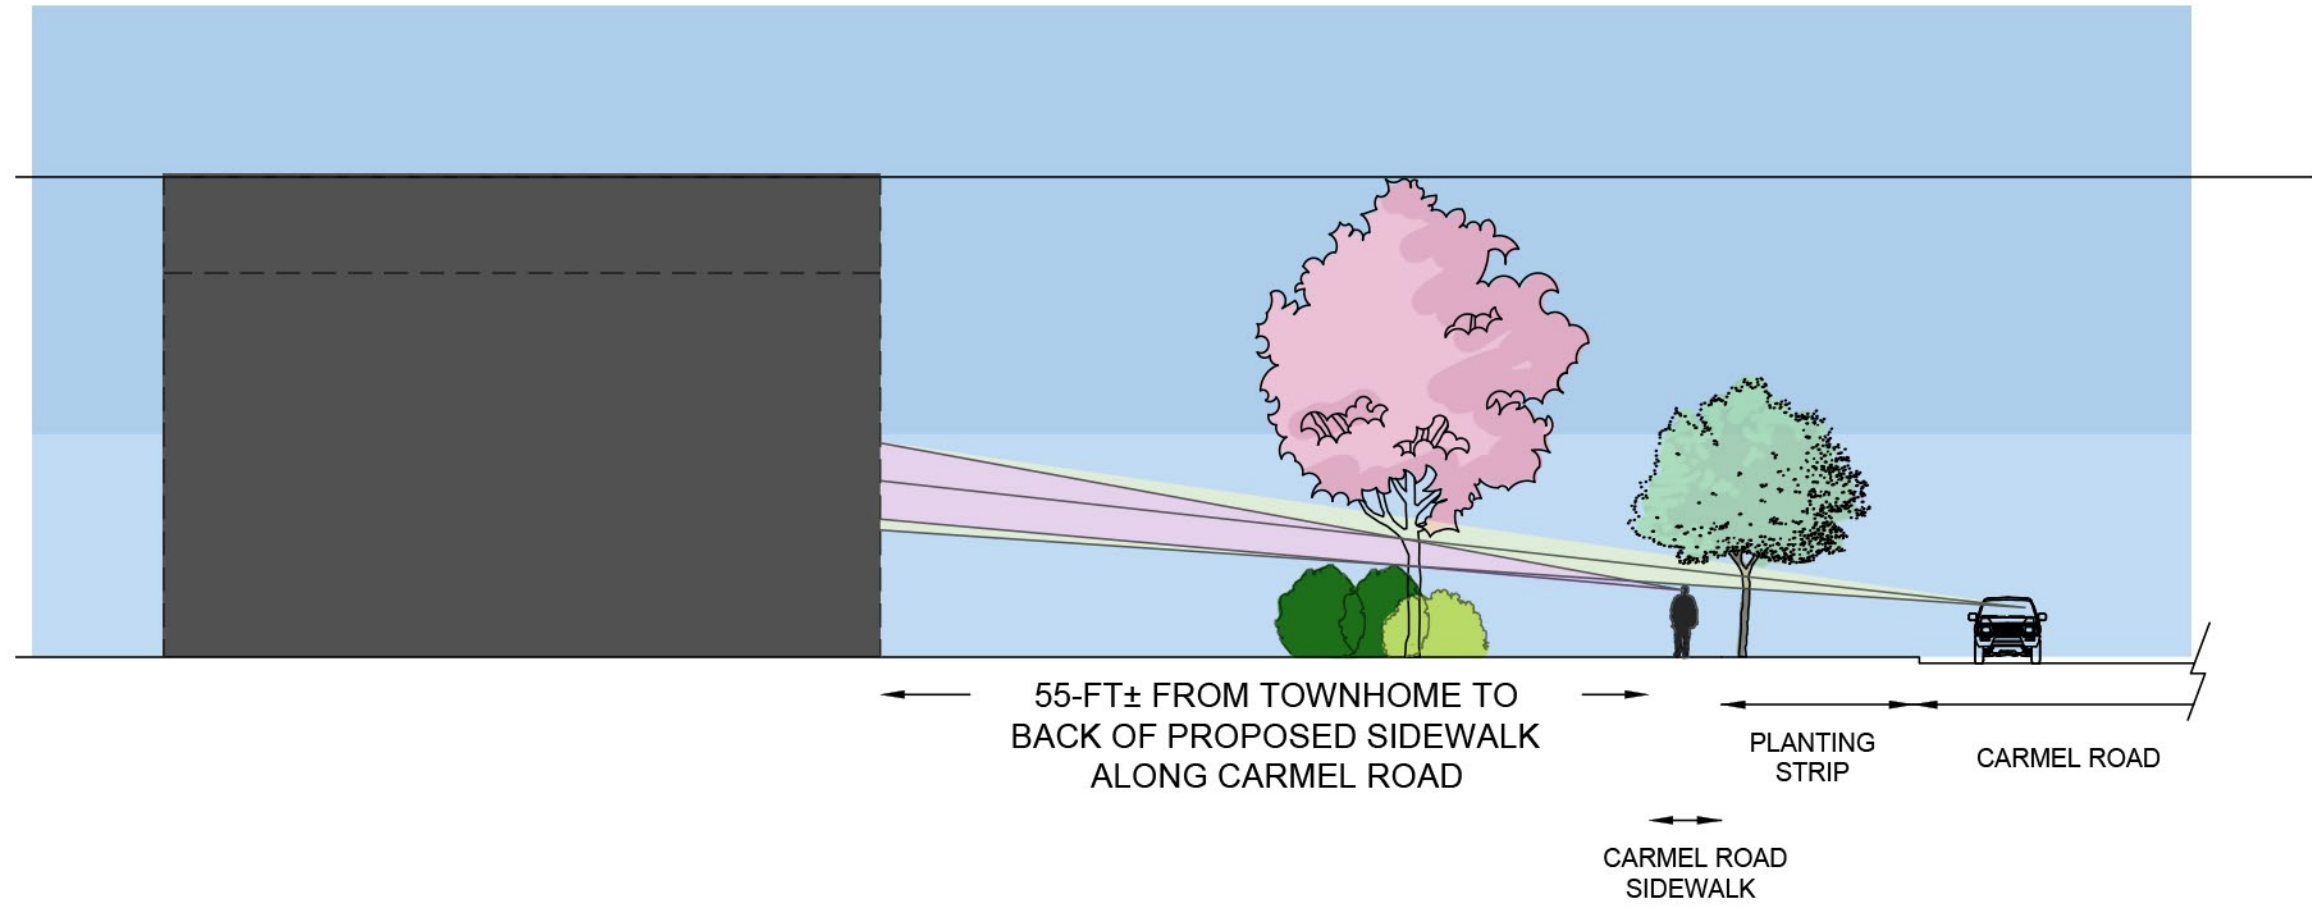 55-FT± FROM TOWNHOME TO
BACK OF PROPOSED SIDEWALK
ALONG CARMEL ROAD
PLANTING
STRIP
CARMEL ROAD
CARMEL ROAD
SIDEWALK